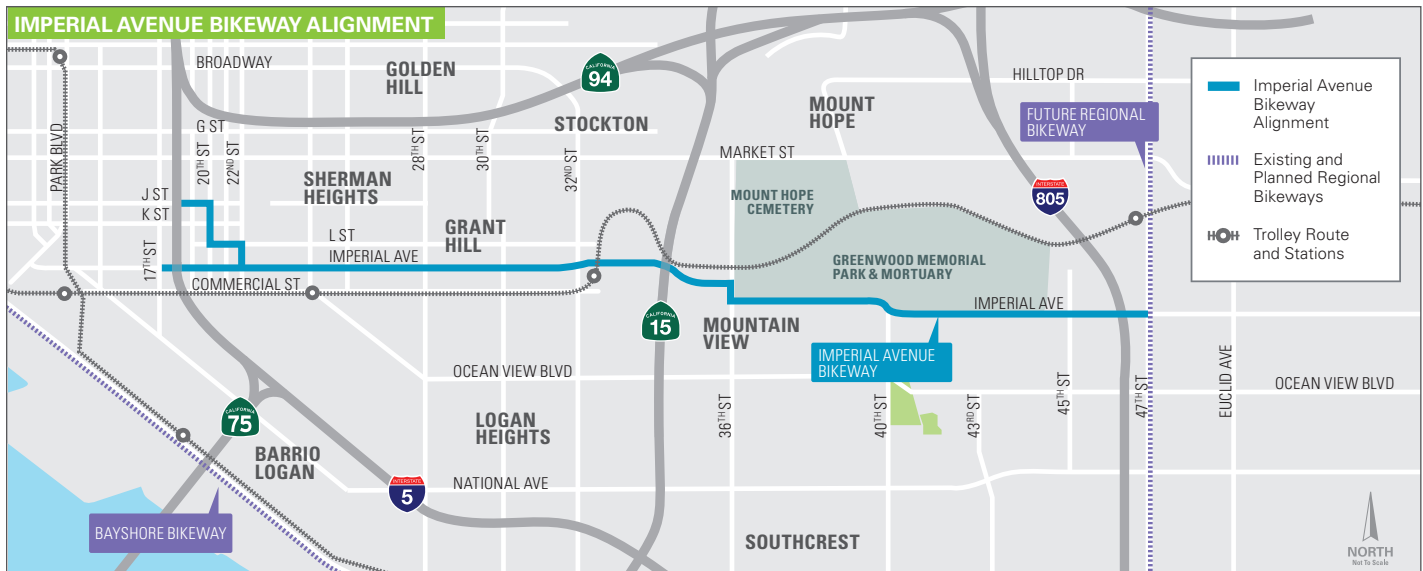 IMPERIAL AVENUE BIKEWAY ALIGNMENT
BROADWAY
GOLDEN
HILL
CALIFORNIA
94
HILLTOP DR
MOUNT
HOPE
STOCKTON
FUTURE REGIONAL
BIKEWAY
Imperial Avenue
Bikeway
Alignment
Existing and
Planned Regional
Bikeways
Trolley Route
and Stations
PARK BLVD
G ST
20TH ST
22ND ST
28TH ST
30TH ST
32ND ST
MARKET ST
SHERMAN
HEIGHTS
MOUNT HOPE
CEMETERY
INTERSTATE
805
J ST
K ST
GRANT
HILL
L ST
IMPERIAL AVE
17TH ST
COMMERCIAL ST
GREENWOOD MEMORIAL
PARK & MORTUARY
IMPERIAL AVE
CALIFORNIA
15
MOUNTAIN
VIEW
IMPERIAL AVENUE
BIKEWAY
OCEAN VIEW BLVD
36TH ST
40TH ST
43RD ST
45TH ST
47TH ST
EUCLID AVE
OCEAN VIEW BLVD
CALIFORNIA
75
LOGAN
HEIGHTS
BARRIO
LOGAN
INTERSTATE
5
NATIONAL AVE
BAYSHORE BIKEWAY
SOUTHCREST
NORTH
Not To Scale